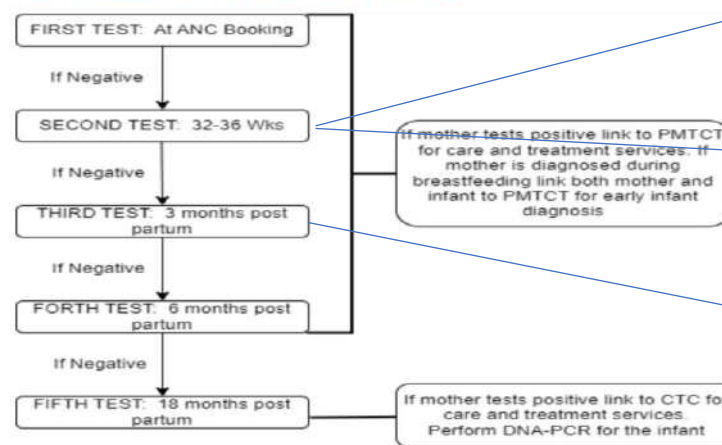 FIRST TEST: At ANC Booking
If Negative
SECOND TEST: 32-36 Wks
If Negative
THIRD TEST: 3 months post
partum
If Negative
FORTH TEST: 6 months post
partum
If Negative
FIFTH TEST: 18 months post
partum
If mother tests positive link to PMTCT
for care and treatment services. If
mother is diagnosed during
breastfeeding link both mother and
infant to PMTCT for early infant
diagnosis
If mother tests positive link to CTC for
care and treatment services.
Perform DNA-PCR for the infant